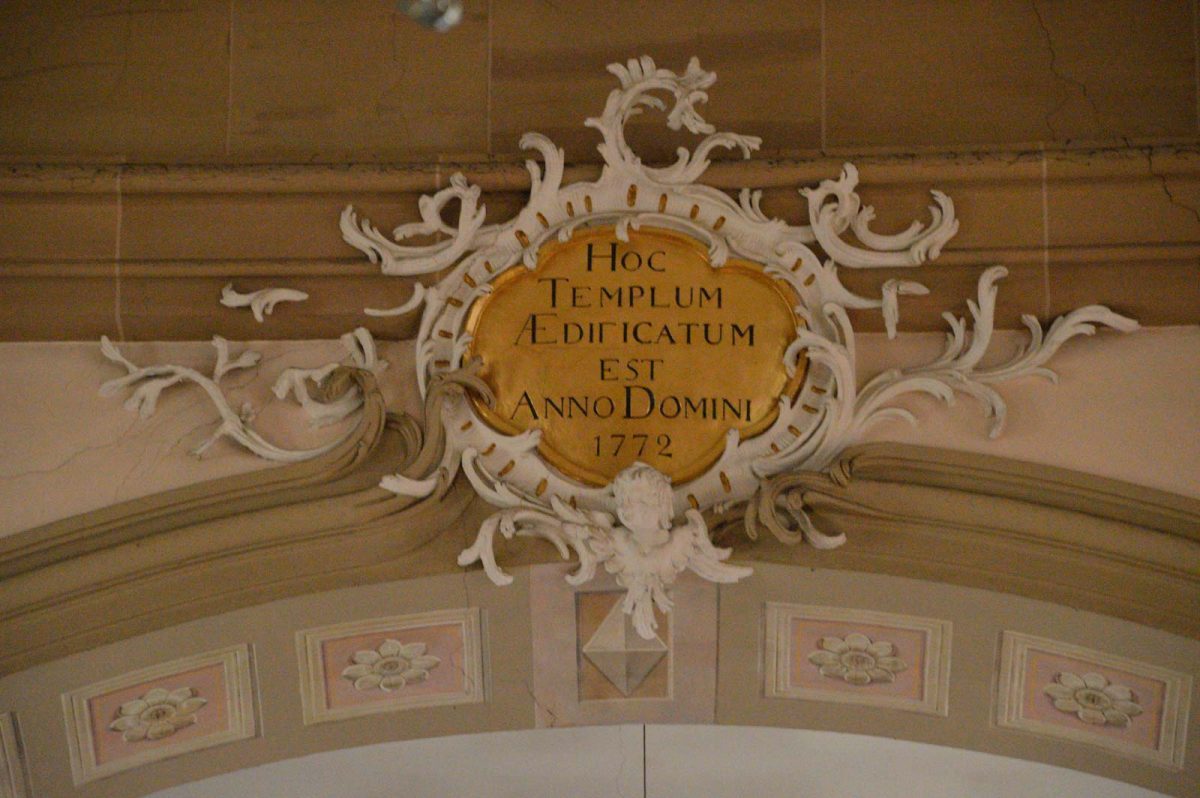 HOC
TEMPLUM
ÆDIFICATUM
EST
ANNO DOMINI
1772